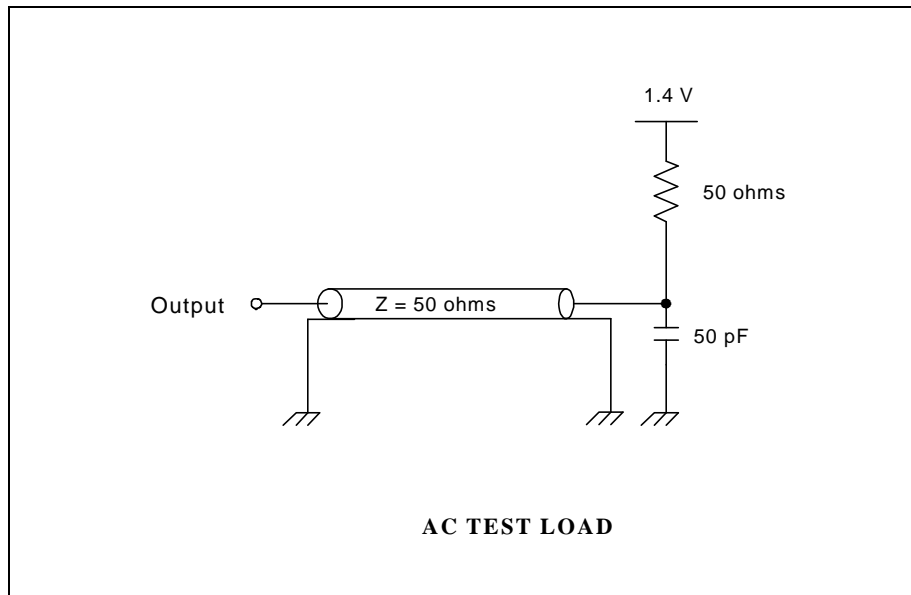 1.4 V
50 ohms
Output
Z = 50 ohms
50 pF
AC TEST LOAD